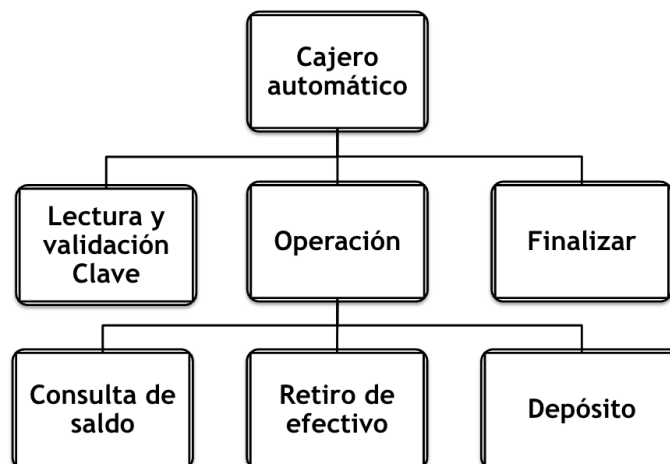 Cajero
automático
Lectura y
validación
Clave
Operación
Finalizar
Consulta de
saldo
Retiro de
efectivo
Depósito